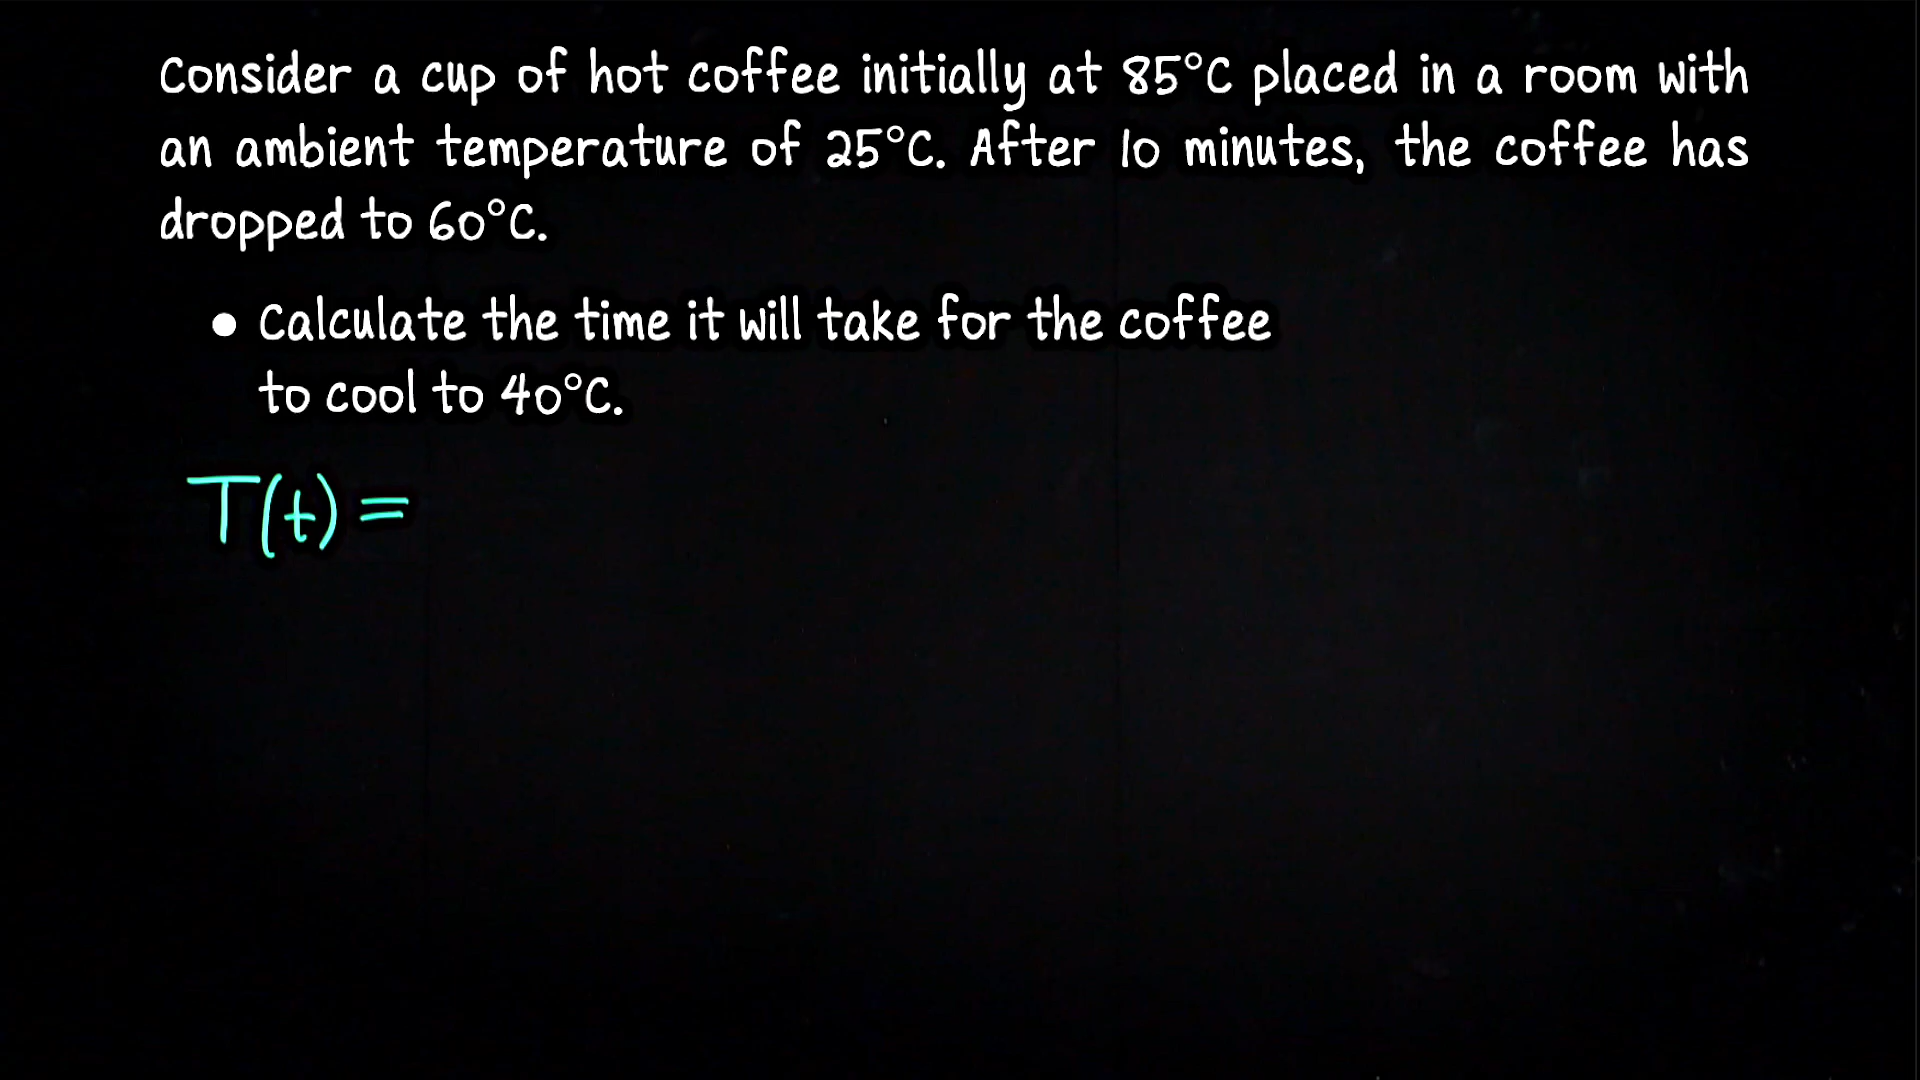 Consider a cup of hot coffee initially at 85°C placed in a room with
an ambient temperature of 25°C. After 10 minutes, the coffee has
dropped to 60°C.
• Calculate the time it will take for the coffee
to cool to 40°C.
T(t) =